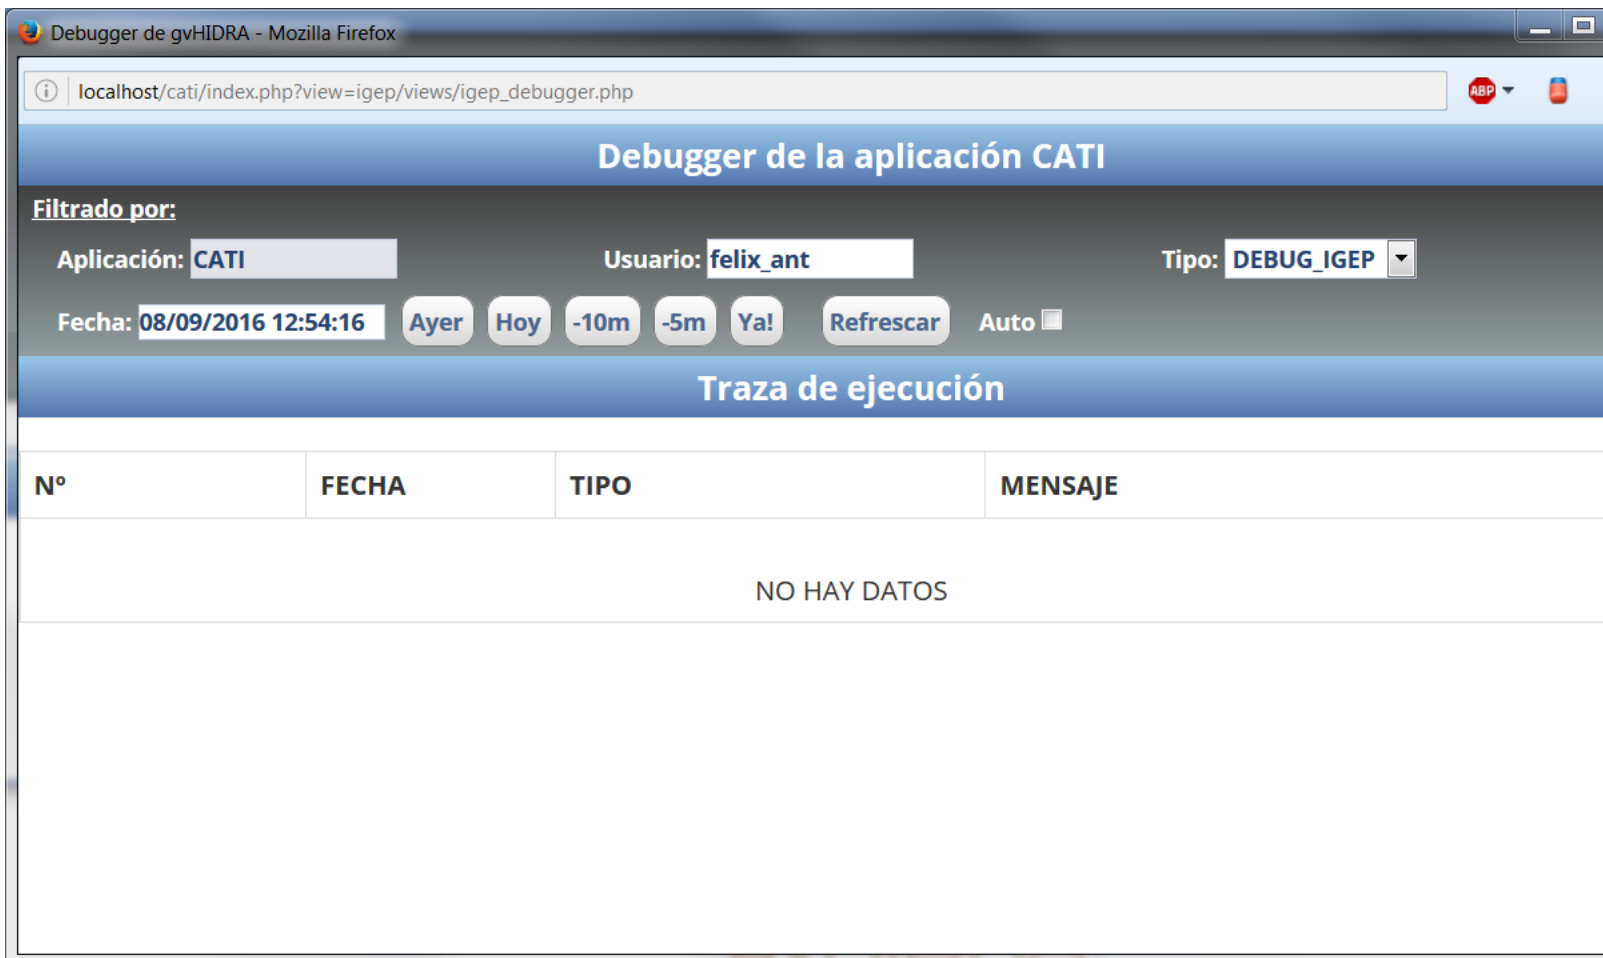 Debugger de gvHIDRA - Mozilla Firefox
localhost/cati/index.php?view=igep/views/igep_debugger.php
ABP
Debugger de la aplicación CATI
Filtrado por:
Aplicación: CATI Usuario: felix_ant Tipo: DEBUG_IGEP
Fecha: 08/09/2016 12:54:16 Ayer Hoy -10m -5m Ya! Refrescar Auto
Traza de ejecución
Nº FECHA TIPO MENSAJE
NO HAY DATOS